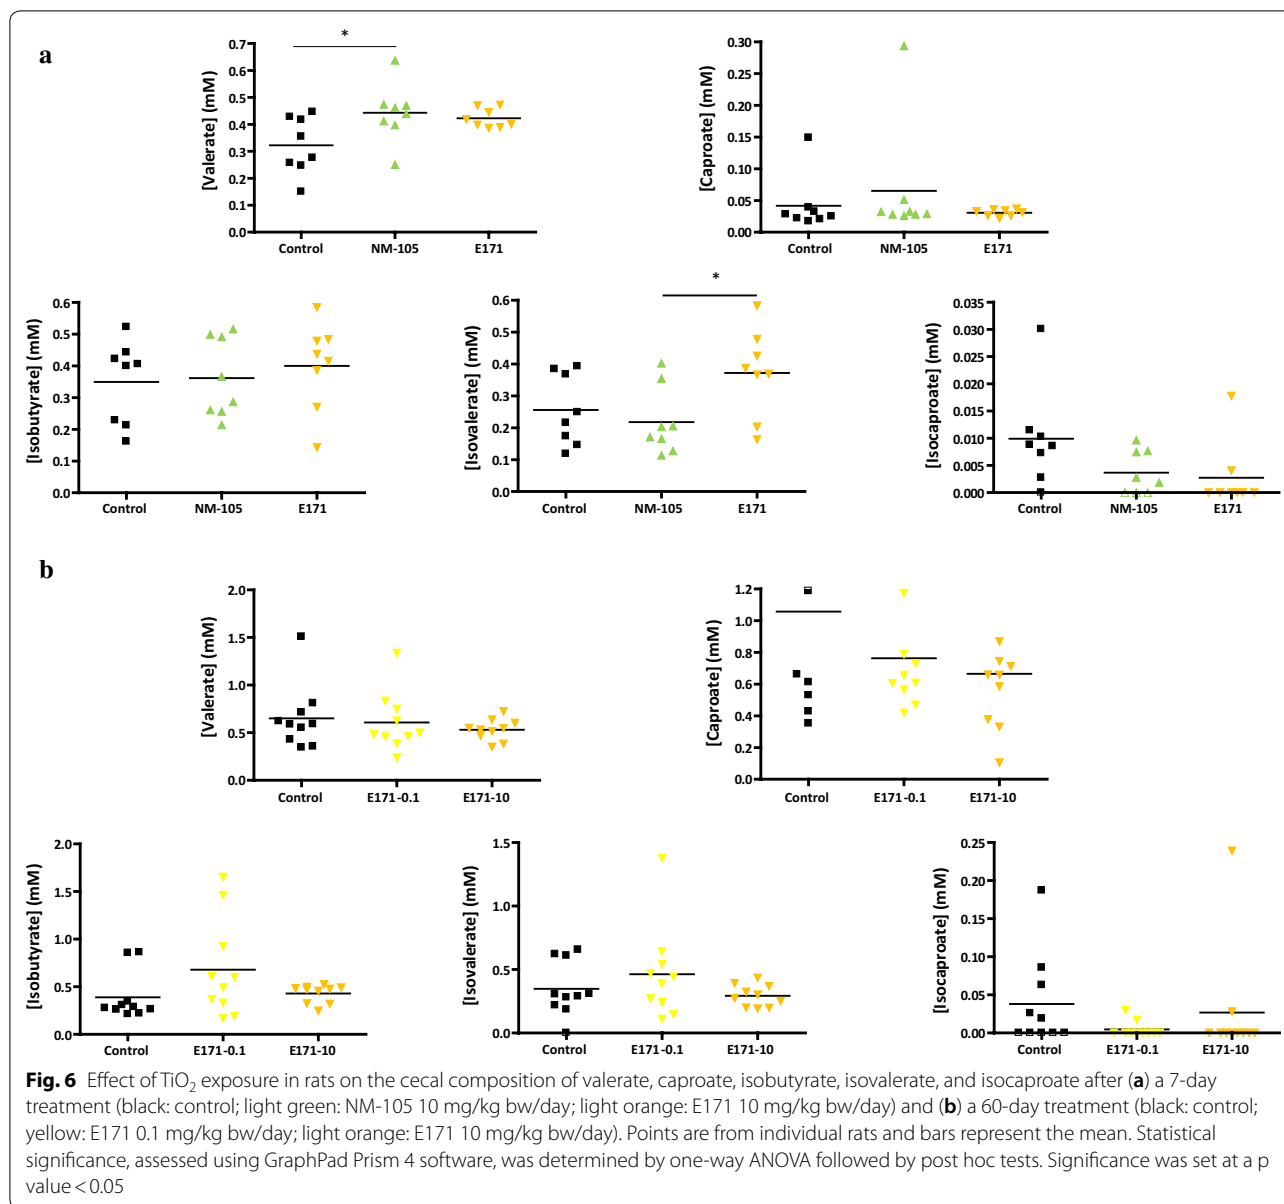 a
*
[Valerate] (mM)
0.7
0.6
0.5
0.4
0.3
0.2
0.1
0.0
Control NM-105 E171
[Caproate] (mM)
0.30
0.25
0.20
0.15
0.10
0.05
0.00
Control NM-105 E171
[Isobutyrate] (mM)
0.6
0.5
0.4
0.3
0.2
0.1
0.0
Control NM-105 E171
*
[Isovalerate] (mM)
0.6
0.5
0.4
0.3
0.2
0.1
0.0
Control NM-105 E171
[Isocaproate] (mM)
0.035
0.030
0.025
0.020
0.015
0.010
0.005
0.000
Control NM-105 E171
b
[Valerate] (mM)
2.0
1.5
1.0
0.5
0.0
Control E171-0.1 E171-10
[Caproate] (mM)
1.2
1.0
0.8
0.6
0.4
0.2
0.0
Control E171-0.1 E171-10
[Isobutyrate] (mM)
2.0
1.5
1.0
0.5
0.0
Control E171-0.1 E171-10
[Isovalerate] (mM)
1.5
1.0
0.5
0.0
Control E171-0.1 E171-10
[Isocaproate] (mM)
0.25
0.20
0.15
0.10
0.05
0.00
Control E171-0.1 E171-10
Fig. 6 Effect of TiO₂ exposure in rats on the cecal composition of valerate, caproate, isobutyrate, isovalerate, and isocaproate after (a) a 7-day
treatment (black: control; light green: NM-105 10 mg/kg bw/day; light orange: E171 10 mg/kg bw/day) and (b) a 60-day treatment (black: control;
yellow: E171 0.1 mg/kg bw/day; light orange: E171 10 mg/kg bw/day). Points are from individual rats and bars represent the mean. Statistical
significance, assessed using GraphPad Prism 4 software, was determined by one-way ANOVA followed by post hoc tests. Significance was set at a p
value < 0.05